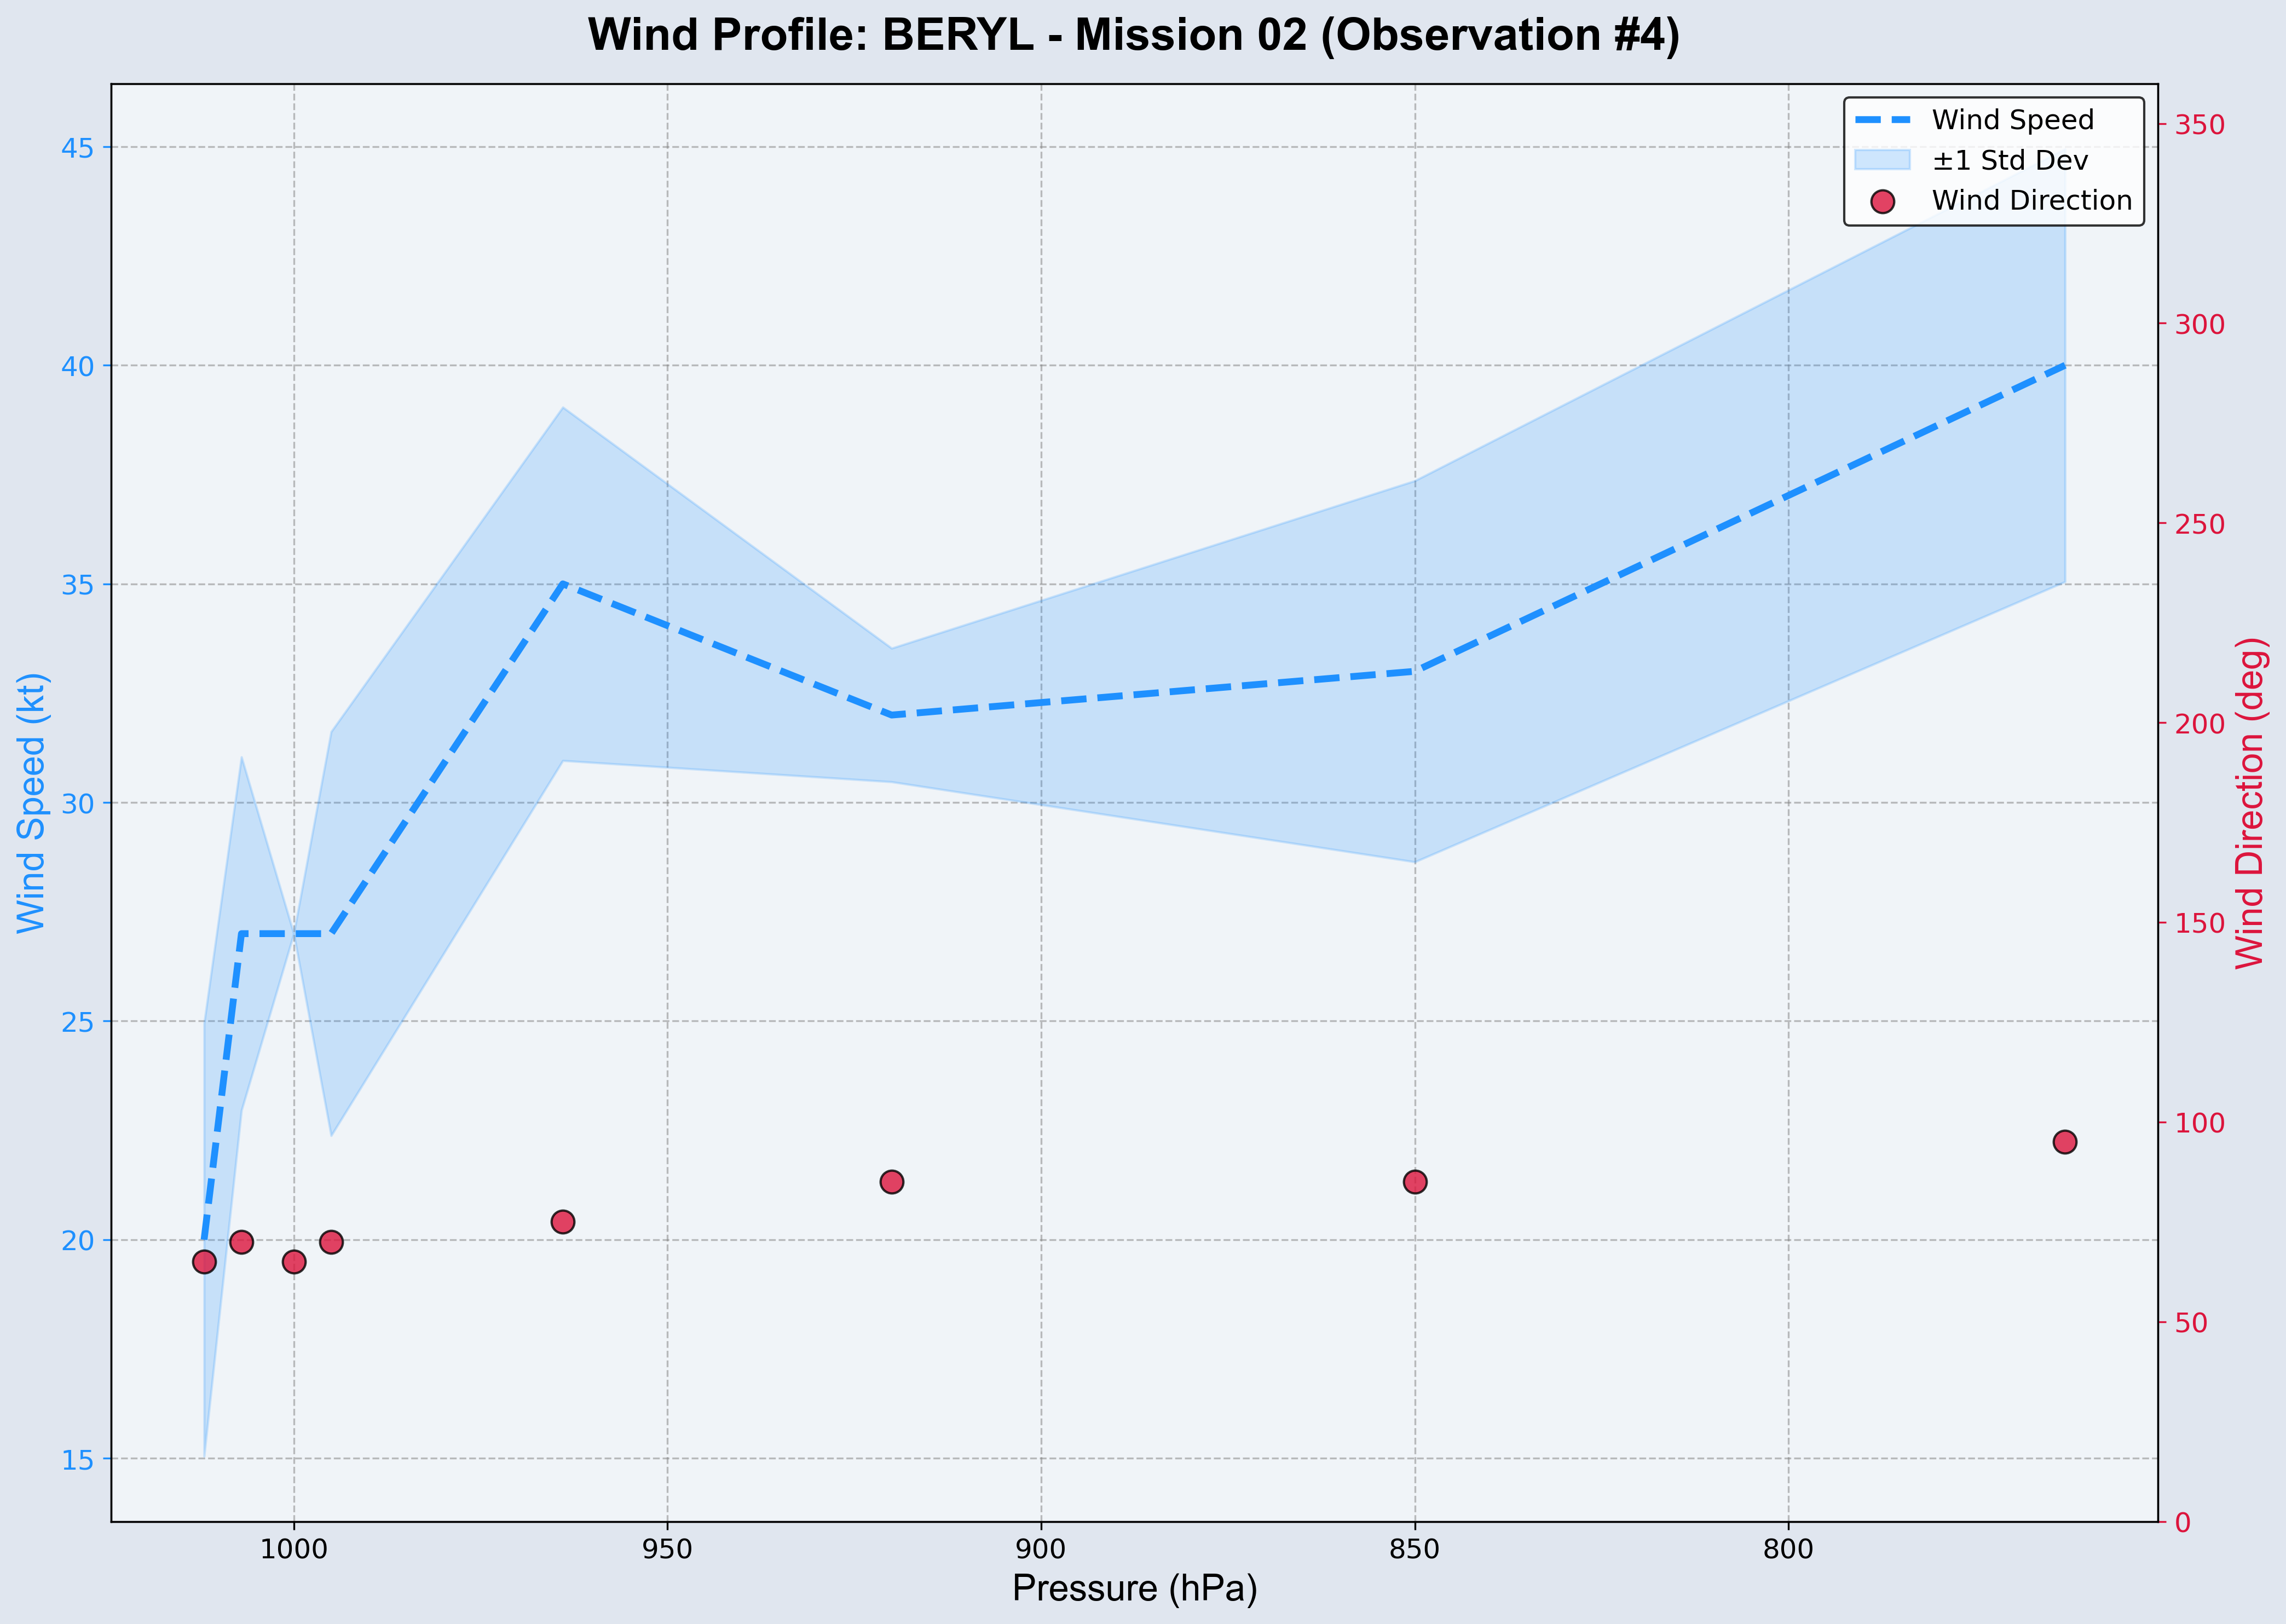 Wind Profile: BERYL - Mission 02 (Observation #4)
Wind Speed
±1 Std Dev
Wind Direction
Wind Speed (kt)
45
40
35
30
25
20
15
350
300
250
200
150
100
50
0
Wind Direction (deg)
1000
950
900
850
800
Pressure (hPa)